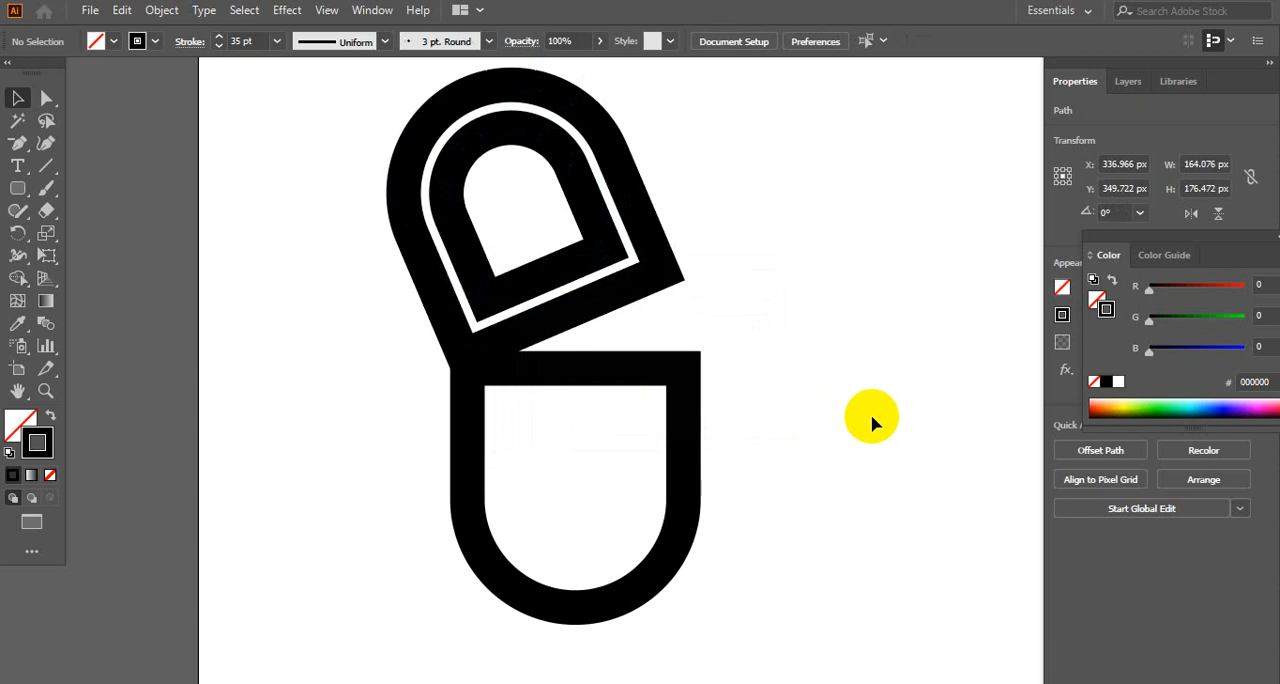 Ai File Edit Object Type Select Effect View Window Help Essentials Search Adobe Stock
No Selection Stroke: 35 pt Uniform 3 pt. Round Opacity: 100% Style: Document Setup Preferences
Properties Layers Libraries
Path
Transform
X: 336.966 px W: 164.076 px
Y: 349.722 px H: 176.472 px
0°
Color Color Guide
R 0
G 0
B 0
# 000000
fx.
Offset Path Recolor
Align to Pixel Grid Arrange
Start Global Edit